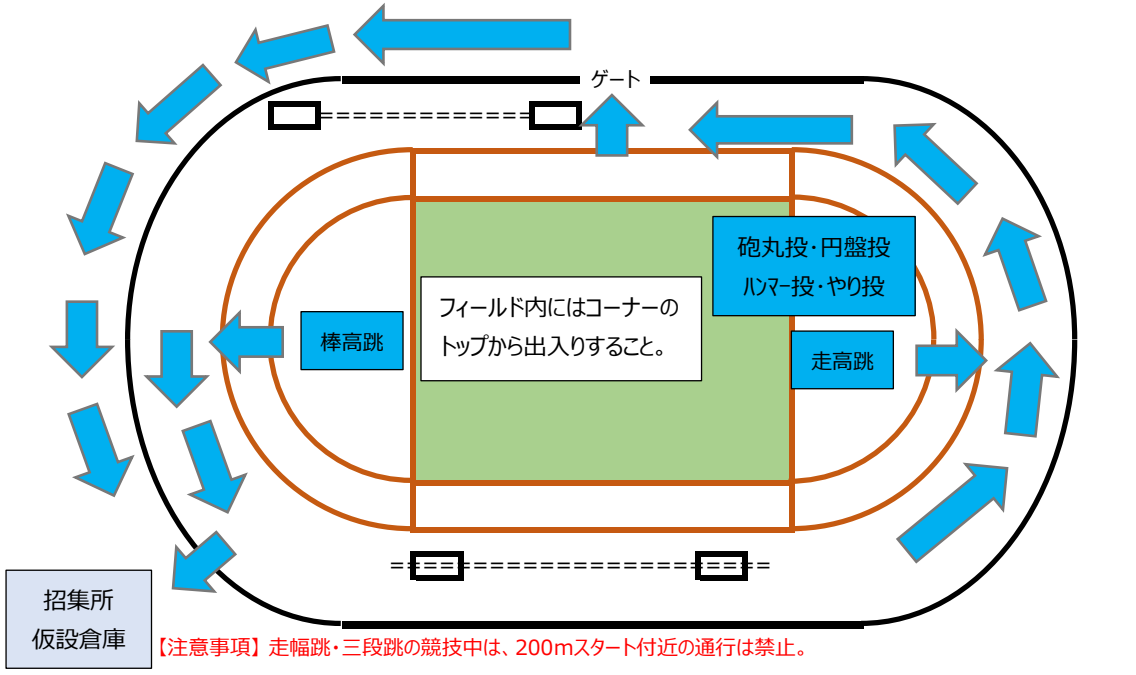 ゲート
砲丸投・円盤投
ハンマー投・やり投
フィールド内にはコーナーの
トップから出入りすること。
棒高跳
走高跳
招集所
仮設倉庫
【注意事項】走幅跳・三段跳の競技中は、200mスタート付近の通行は禁止。